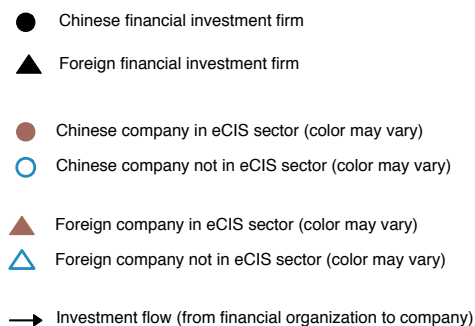 Chinese financial investment firm
Foreign financial investment firm
Chinese company in eCIS sector (color may vary)
Chinese company not in eCIS sector (color may vary)
Foreign company in eCIS sector (color may vary)
Foreign company not in eCIS sector (color may vary)
Investment flow (from financial organization to company)